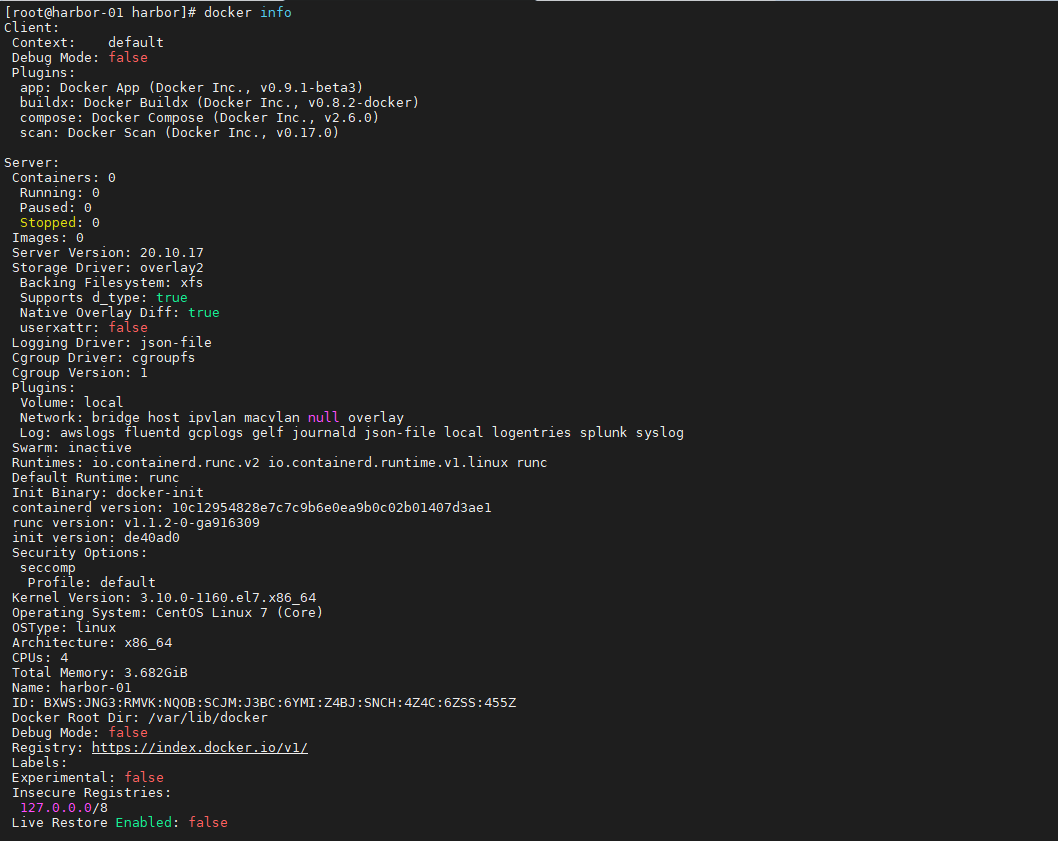 [root@harbor-01 harbor]# docker info
Client:
 Context:    default
 Debug Mode: false
 Plugins:
  app: Docker App (Docker Inc., v0.9.1-beta3)
  buildx: Docker Buildx (Docker Inc., v0.8.2-docker)
  compose: Docker Compose (Docker Inc., v2.6.0)
  scan: Docker Scan (Docker Inc., v0.17.0)

Server:
 Containers: 0
  Running: 0
  Paused: 0
  Stopped: 0
 Images: 0
 Server Version: 20.10.17
 Storage Driver: overlay2
  Backing Filesystem: xfs
  Supports d_type: true
  Native Overlay Diff: true
  userxattr: false
 Logging Driver: json-file
 Cgroup Driver: cgroupfs
 Cgroup Version: 1
 Plugins:
  Volume: local
  Network: bridge host ipvlan macvlan null overlay
  Log: awslogs fluentd gcplogs gelf journald json-file local logentries splunk syslog
 Swarm: inactive
 Runtimes: io.containerd.runc.v2 io.containerd.runtime.v1.linux runc
 Default Runtime: runc
 Init Binary: docker-init
 containerd version: 10c12954828e7c7c9b6e0ea9b0c02b01407d3ae1
 runc version: v1.1.2-0-ga916309
 init version: de40ad0
 Security Options:
  seccomp
   Profile: default
 Kernel Version: 3.10.0-1160.el7.x86_64
 Operating System: CentOS Linux 7 (Core)
 OSType: linux
 Architecture: x86_64
 CPUs: 4
 Total Memory: 3.682GiB
 Name: harbor-01
 ID: BXWS:JNG3:RMVK:NQOB:SCJM:J3BC:6YMI:Z4BJ:SNCH:4Z4C:6ZSS:455Z
 Docker Root Dir: /var/lib/docker
 Debug Mode: false
 Registry: https://index.docker.io/v1/
 Labels:
 Experimental: false
 Insecure Registries:
  127.0.0.0/8
 Live Restore Enabled: false